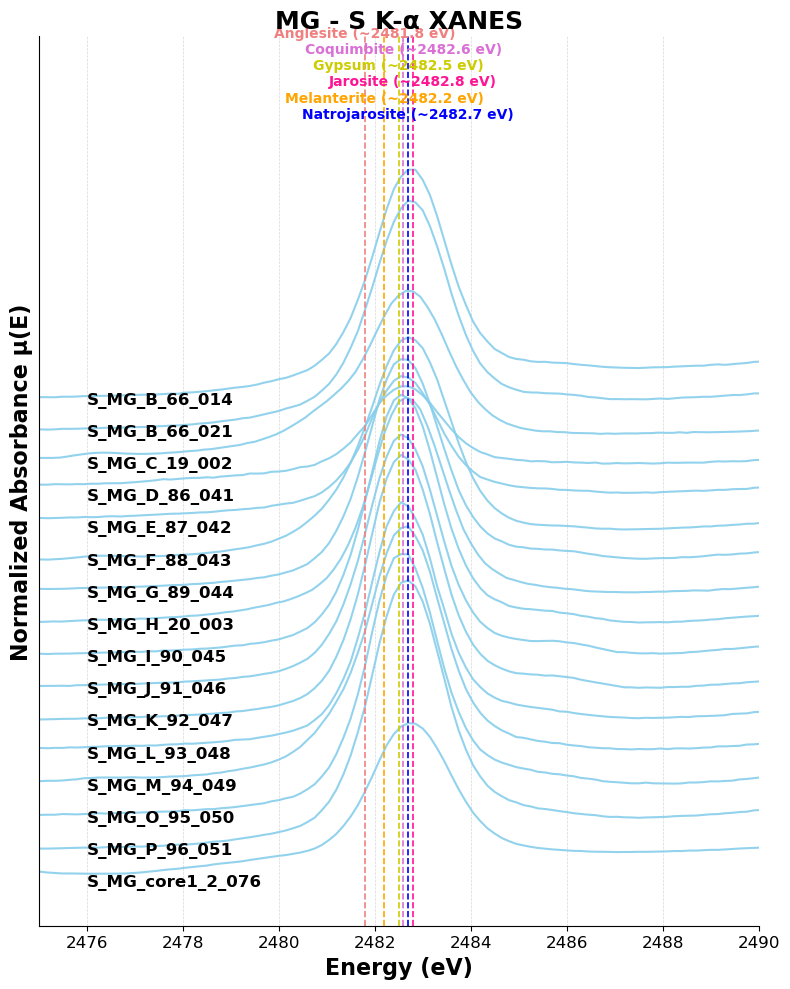 MG - S K-α XANES
Anglesite (~2481.8 eV)
Coquimbite (~2482.6 eV)
Gypsum (~2482.5 eV)
Jarosite (~2482.8 eV)
Melanterite (~2482.2 eV)
Natrojarosite (~2482.7 eV)
Normalized Absorbance μ(E)
S_MG_B_66_014
S_MG_B_66_021
S_MG_C_19_002
S_MG_D_86_041
S_MG_E_87_042
S_MG_F_88_043
S_MG_G_89_044
S_MG_H_20_003
S_MG_I_90_045
S_MG_J_91_046
S_MG_K_92_047
S_MG_L_93_048
S_MG_M_94_049
S_MG_O_95_050
S_MG_P_96_051
S_MG_core1_2_076
2476 2478 2480 2482 2484 2486 2488 2490
Energy (eV)